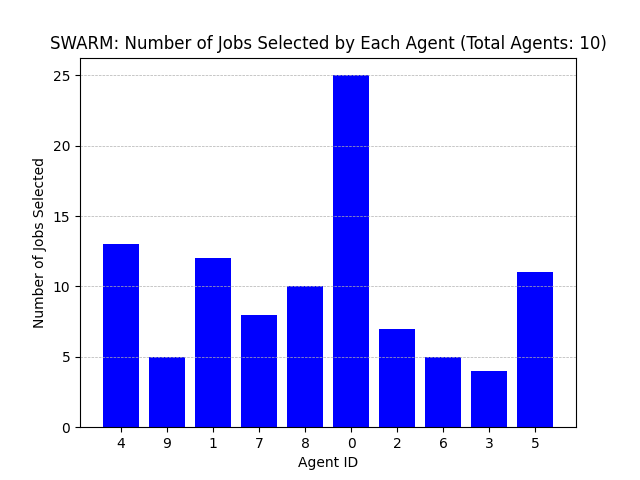 SWARM: Number of Jobs Selected by Each Agent (Total Agents: 10)
25
20
15
10
5
0
Number of Jobs Selected
4 9 1 7 8 0 2 6 3 5
Agent ID